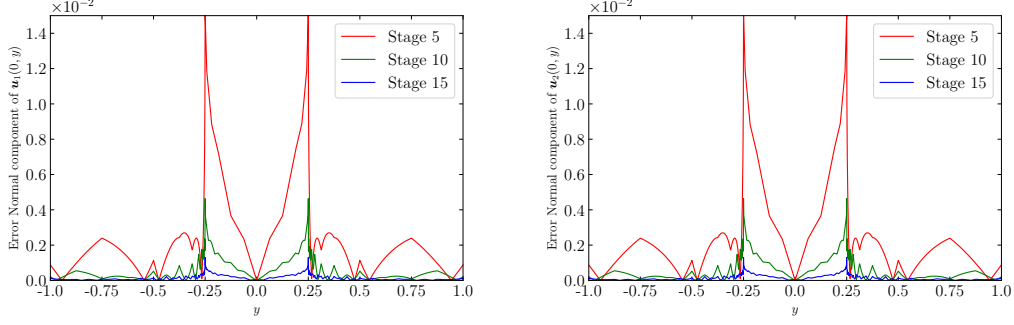 ×10⁻²
1.4
1.2
1.0
0.8
0.6
0.4
0.2
0.0
-1.0 -0.75 -0.5 -0.25 0.0 0.25 0.5 0.75 1.0
y
Error Normal component of u₁(0, y)
Stage 5
Stage 10
Stage 15
×10⁻²
1.4
1.2
1.0
0.8
0.6
0.4
0.2
0.0
-1.0 -0.75 -0.5 -0.25 0.0 0.25 0.5 0.75 1.0
y
Error Normal component of u₂(0, y)
Stage 5
Stage 10
Stage 15